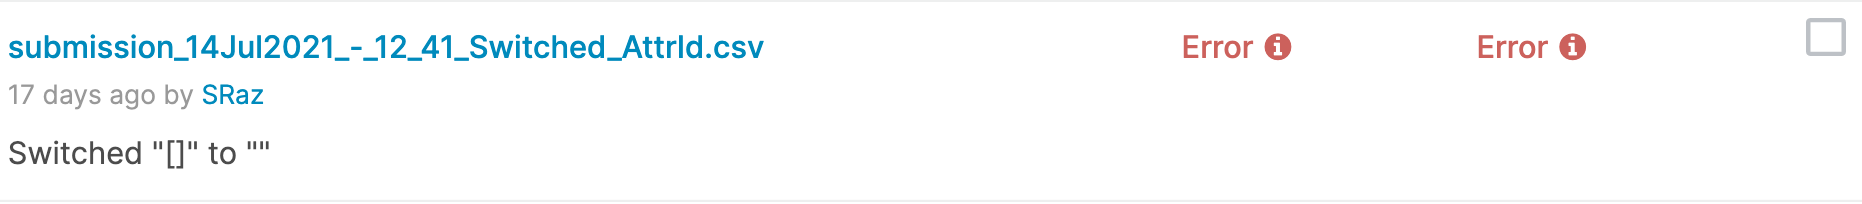 submission_14Jul2021_-_12_41_Switched_AttrId.csv Error Error
17 days ago by SRaz
Switched "[]" to ""